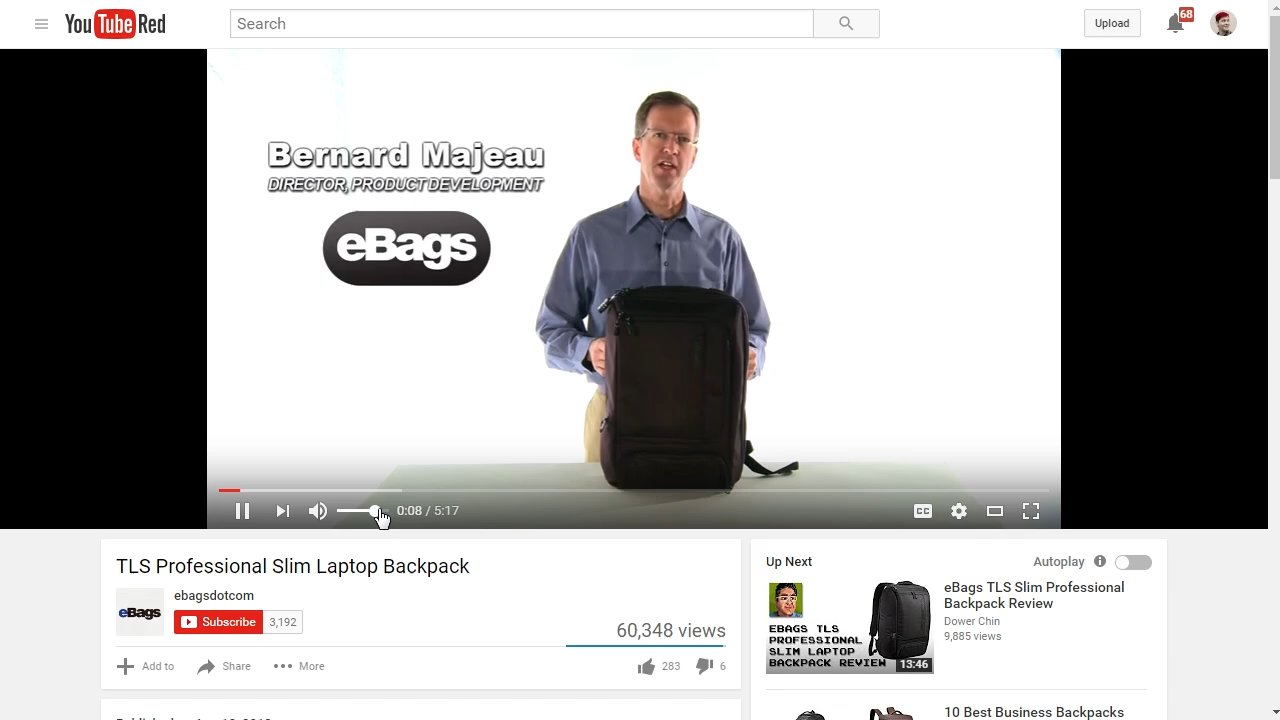 YouTube Red
Search
Upload
68
Bernard Majeau
DIRECTOR, PRODUCT DEVELOPMENT
eBags
0:08 / 5:17
CC
TLS Professional Slim Laptop Backpack
eBags
ebagsdotcom
Subscribe
3,192
60,348 views
Add to
Share
More
283
6
Up Next
Autoplay
EBAGS TLS
PROFESSIONAL
SLIM LAPTOP
BACKPACK REVIEW
13:46
eBags TLS Slim Professional
Backpack Review
Dower Chin
9,885 views
10 Best Business Backpacks